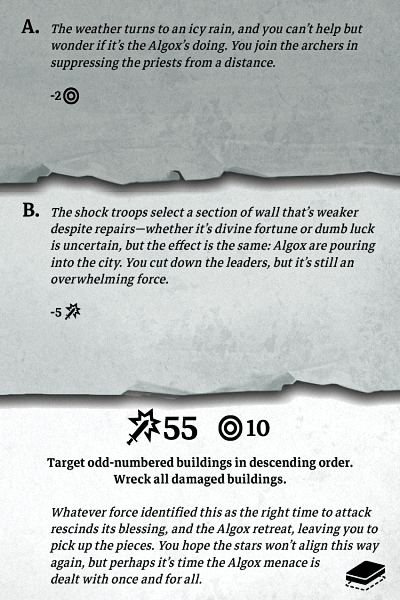 A. The weather turns to an icy rain, and you can't help but
wonder if it's the Algox's doing. You join the archers in
suppressing the priests from a distance.
-2
B. The shock troops select a section of wall that's weaker
despite repairs—whether it's divine fortune or dumb luck
is uncertain, but the effect is the same: Algox are pouring
into the city. You cut down the leaders, but it's still an
overwhelming force.
-5
55 10
Target odd-numbered buildings in descending order.
Wreck all damaged buildings.
Whatever force identified this as the right time to attack
rescinds its blessing, and the Algox retreat, leaving you to
pick up the pieces. You hope the stars won't align this way
again, but perhaps it's time the Algox menace is
dealt with once and for all.